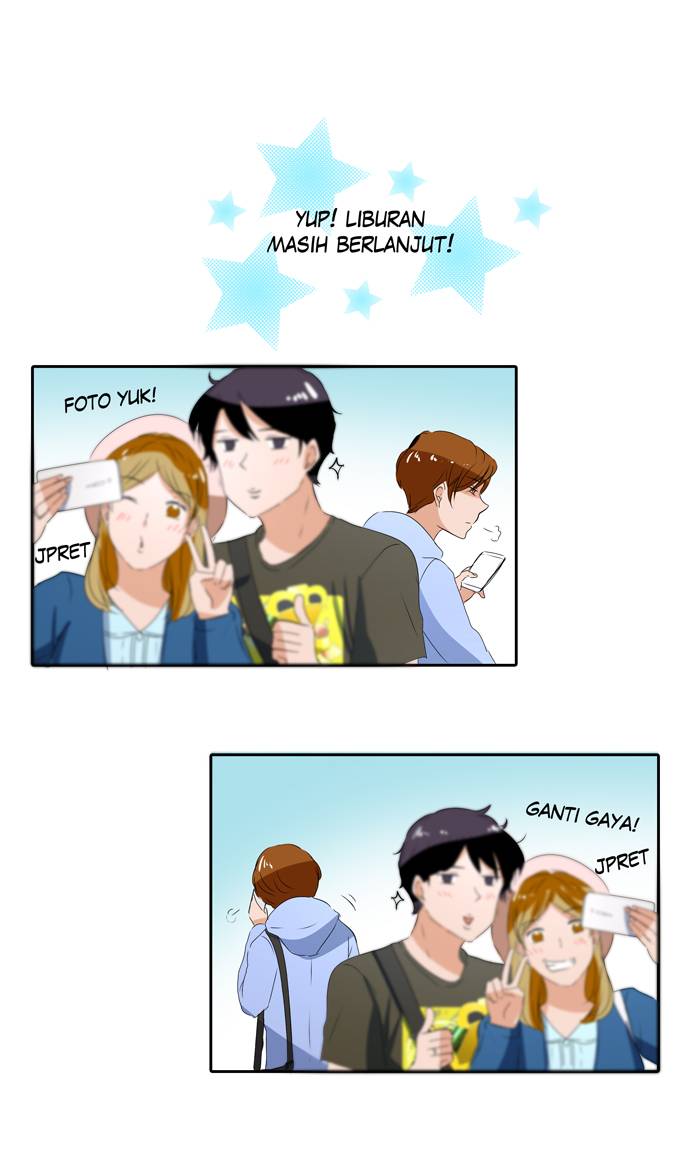 YUP! LIBURAN
MASIH BERLANJUT!
FOTO YUK!
JPRET
GANTI GAYA!
JPRET